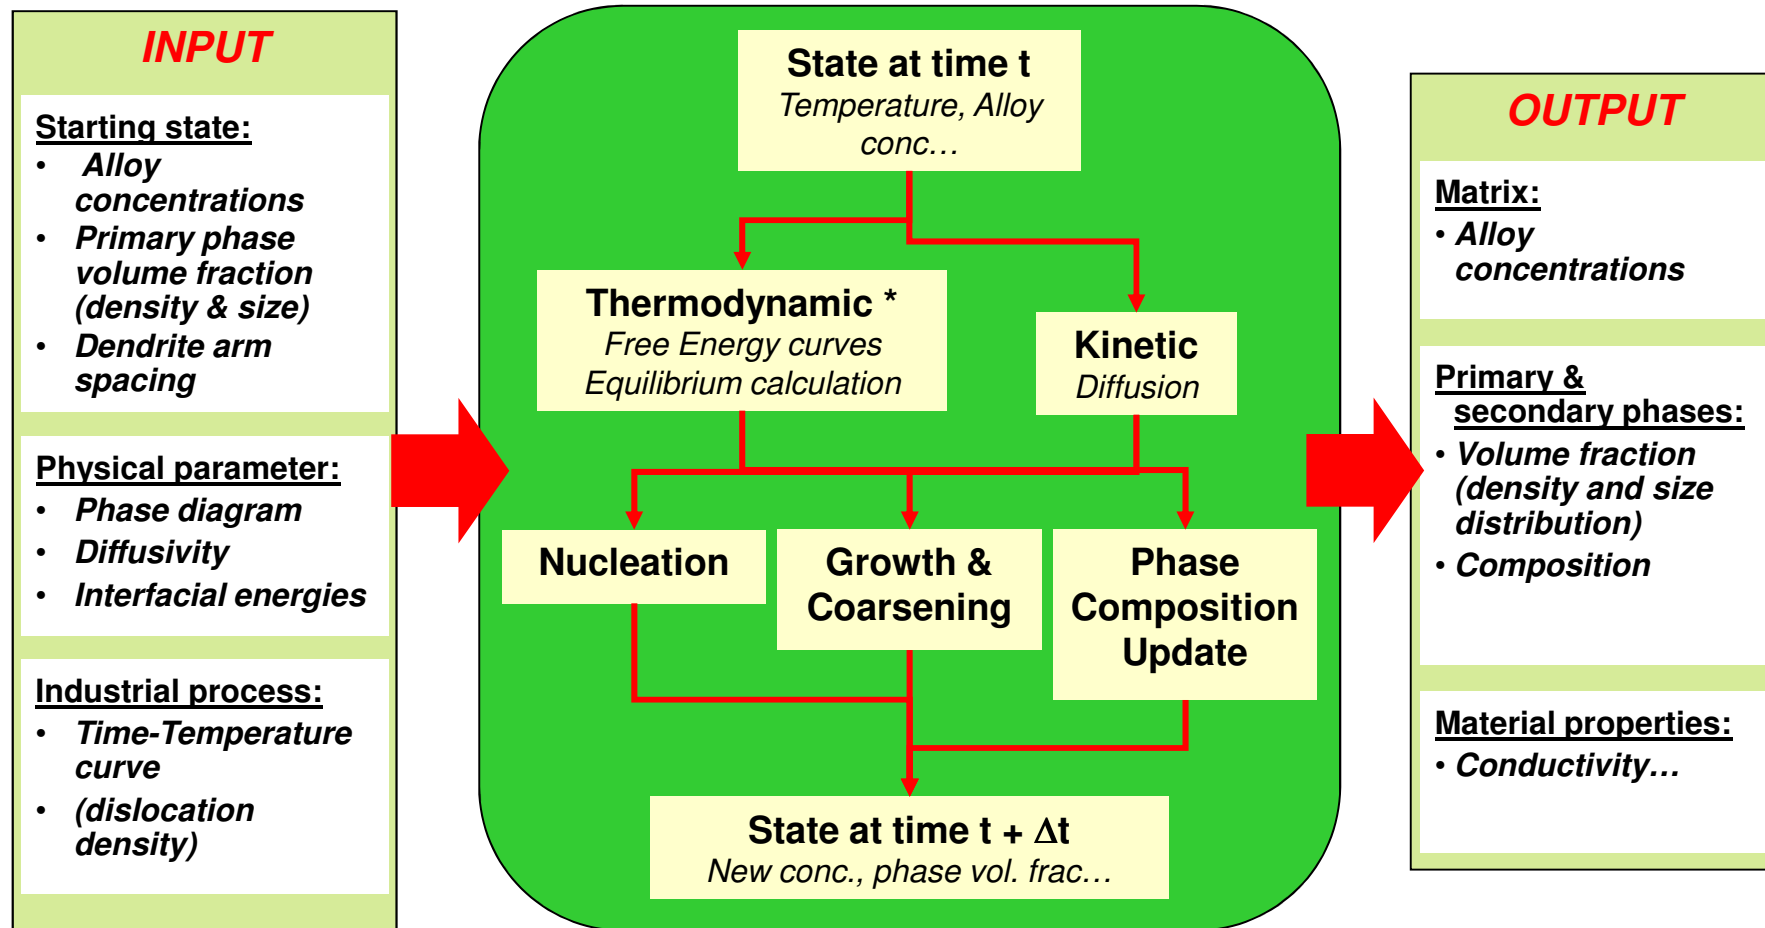 INPUT
Starting state:
• Alloy
concentrations
• Primary phase
volume fraction
(density & size)
• Dendrite arm
spacing
Physical parameter:
• Phase diagram
• Diffusivity
• Interfacial energies
Industrial process:
• Time-Temperature
curve
• (dislocation
density)
State at time t
Temperature, Alloy
conc…
Thermodynamic *
Free Energy curves
Equilibrium calculation
Kinetic
Diffusion
Nucleation
Growth &
Coarsening
Phase
Composition
Update
State at time t + Δt
New conc., phase vol. frac…
OUTPUT
Matrix:
• Alloy
concentrations
Primary &
secondary phases:
• Volume fraction
(density and size
distribution)
• Composition
Material properties:
• Conductivity…